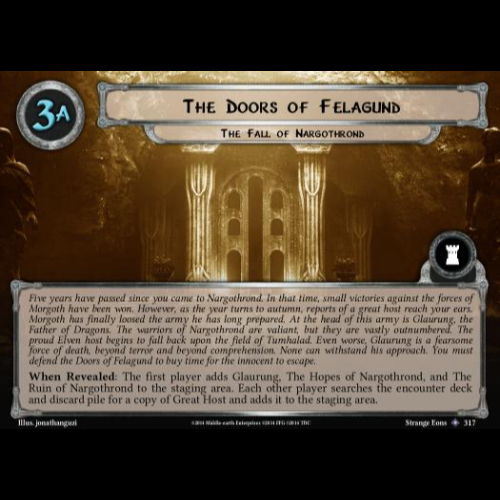 3A
THE DOORS OF FELAGUND
THE FALL OF NARGOTHROND
Five years have passed since you came to Nargothrond. In that time, small victories against the forces of
Morgoth have been won. However, as the year turns to autumn, reports of a great host reach your ears.
Morgoth has finally loosed the army he has long prepared. At the head of this army is Glaurung, the
Father of Dragons. The warriors of Nargothrond are valiant, but they are vastly outnumbered. The
proud Elven host begins to fall back upon the field of Tumhalad. Even worse, Glaurung is a fearsome
force of death, beyond terror and beyond comprehension. None can withstand his approach. You must
defend the Doors of Felagund to buy time for the innocent to escape.
When Revealed: The first player adds Glaurung, The Hopes of Nargothrond, and The
Ruin of Nargothrond to the staging area. Each other player searches the encounter deck
and discard pile for a copy of Great Host and adds it to the staging area.
Illus. jonathanguzi
©2014 Middle-earth Enterprises ©2014 FFG ©2014 TBC
Strange Eons 317